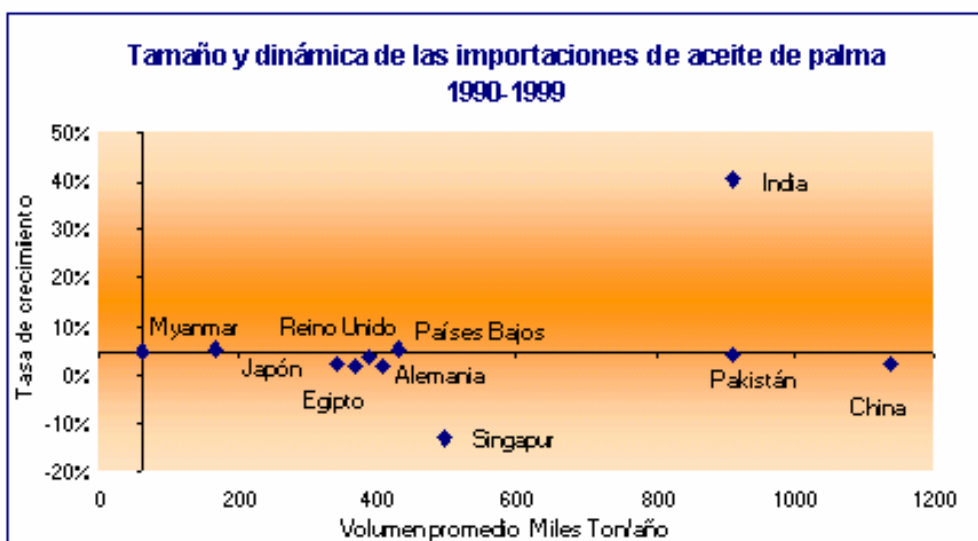 Tamaño y dinámica de las importaciones de aceite de palma
1990-1999
Tasa de crecimiento
50%
40%
30%
20%
10%
0%
-10%
-20%
India
Myanmar
Reino Unido
Países Bajos
Japón
Alemania
Pakistán
Egipto
China
Singapur
0
200
400
600
800
1000
1200
Volumen promedio Miles Ton/año